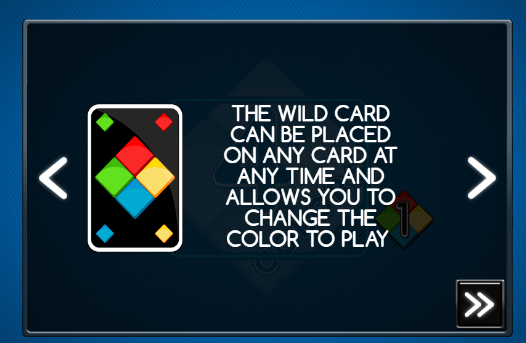 THE WILD CARD
CAN BE PLACED
ON ANY CARD AT
ANY TIME AND
ALLOWS YOU TO
CHANGE THE
COLOR TO PLAY
1